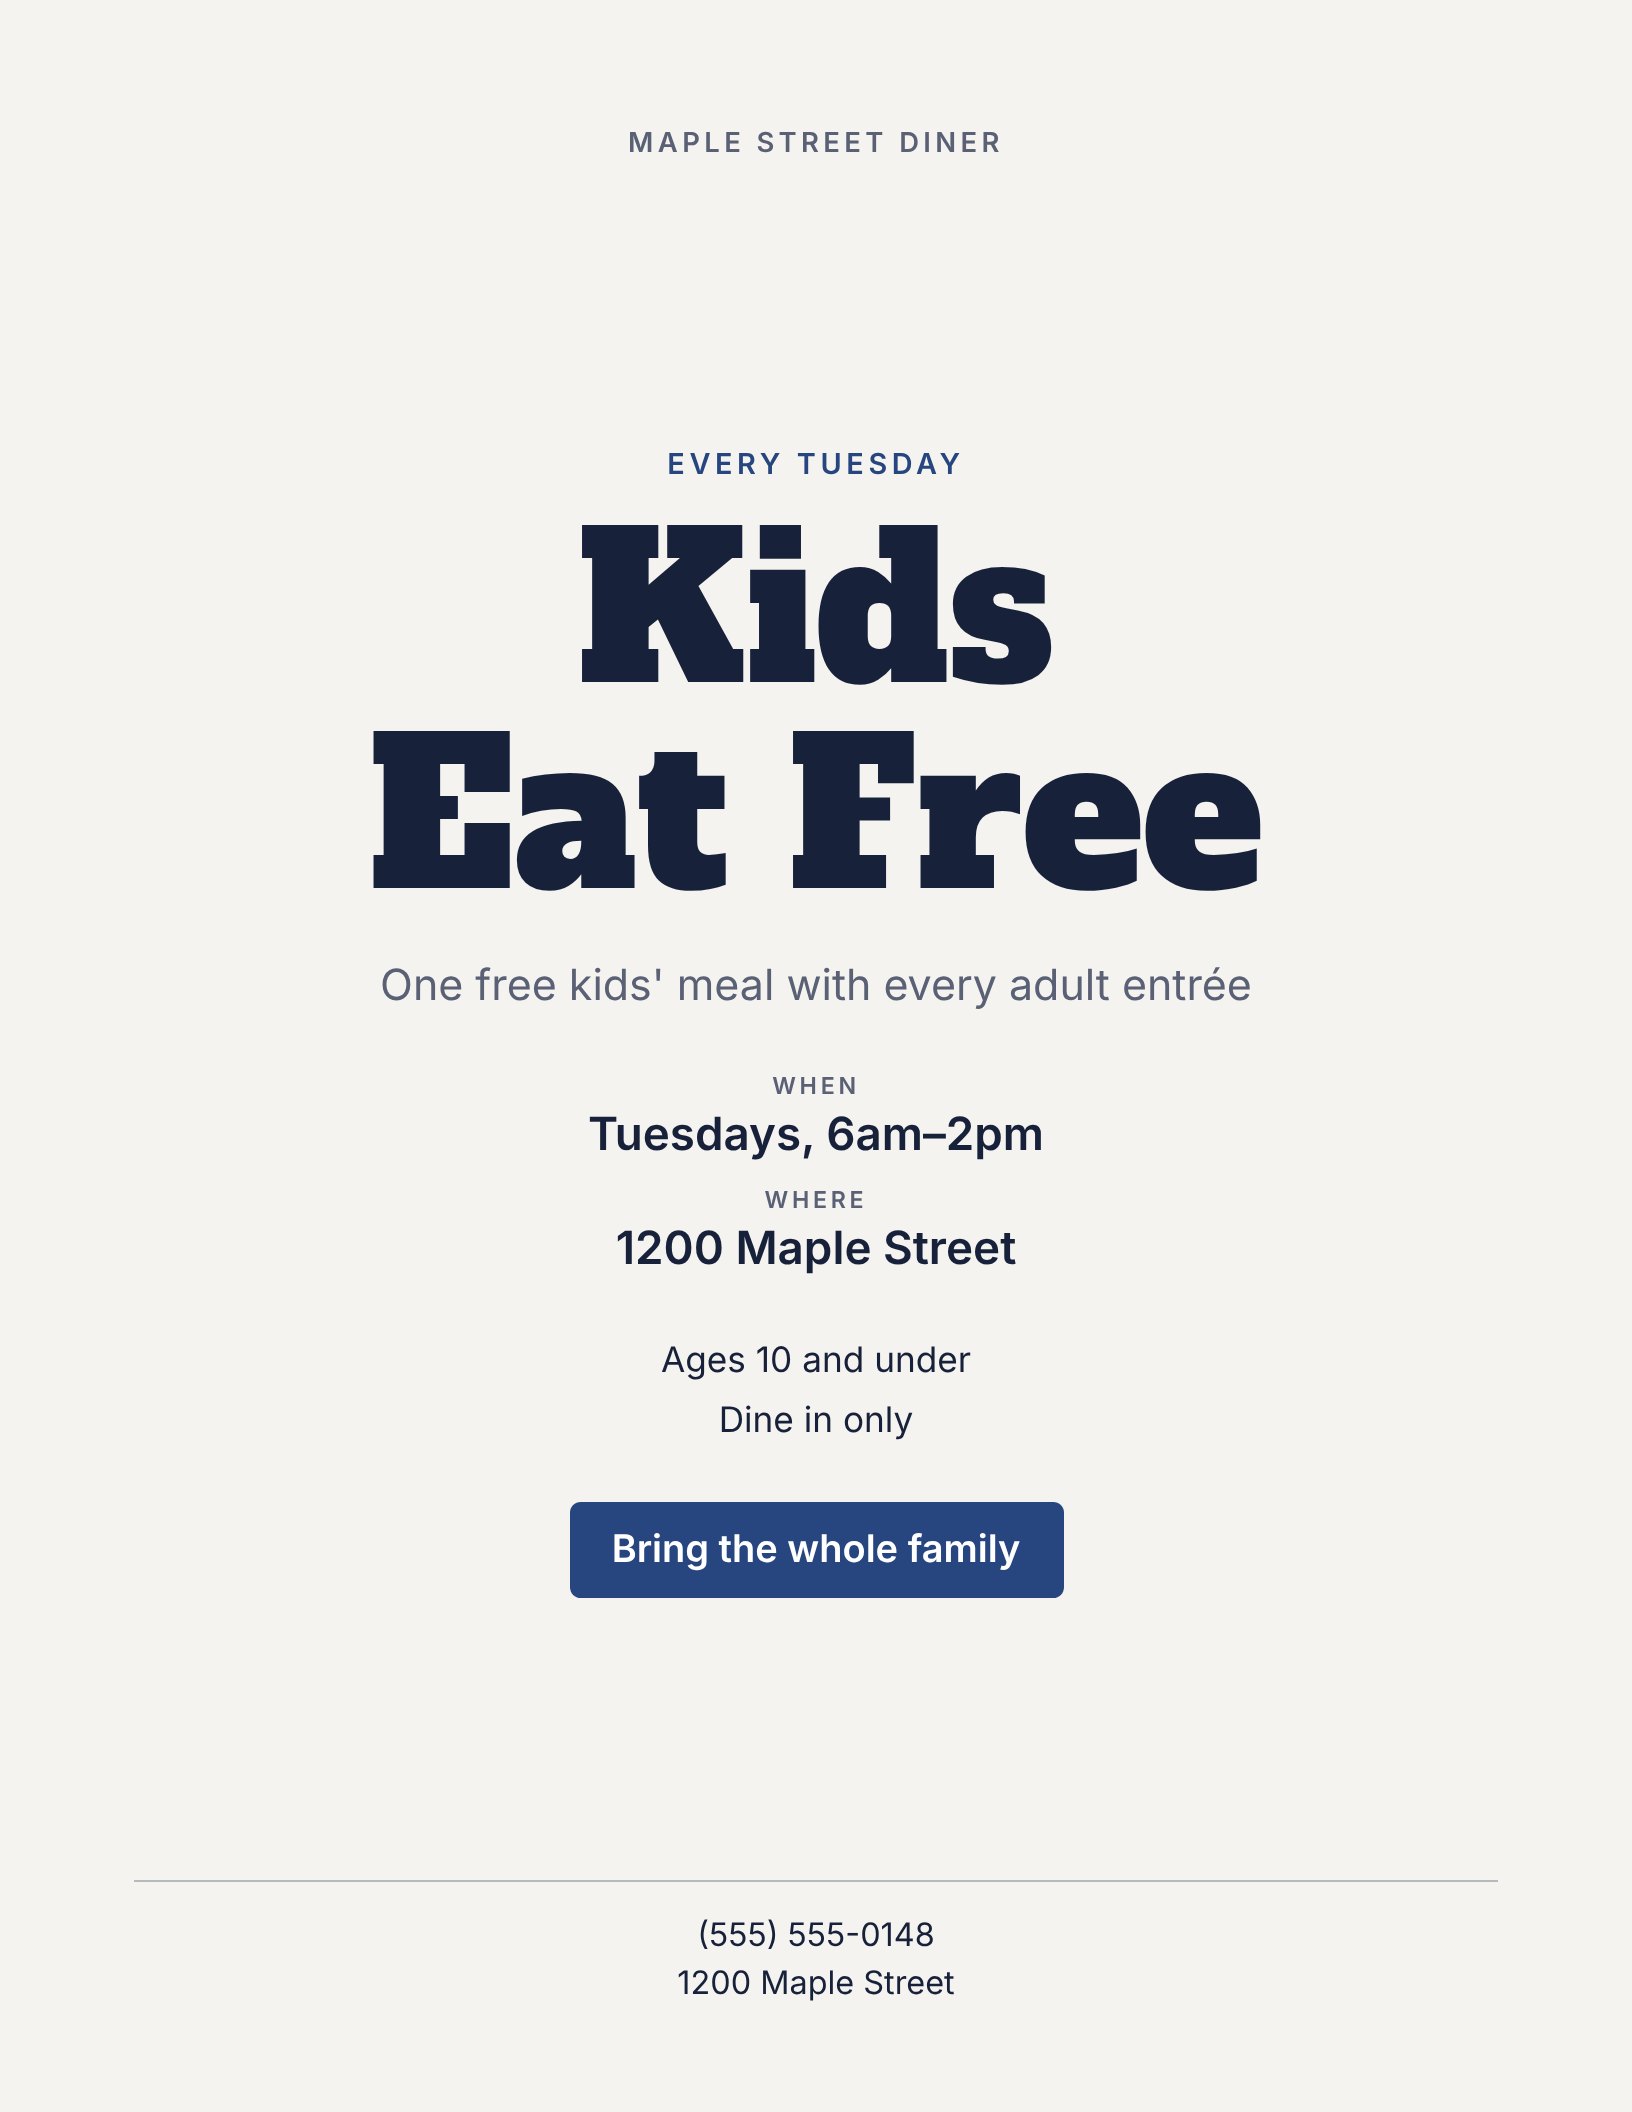 MAPLE STREET DINER
EVERY TUESDAY
Kids
Eat Free
One free kids' meal with every adult entrée
WHEN
Tuesdays, 6am–2pm
WHERE
1200 Maple Street
Ages 10 and under
Dine in only
Bring the whole family
(555) 555-0148
1200 Maple Street